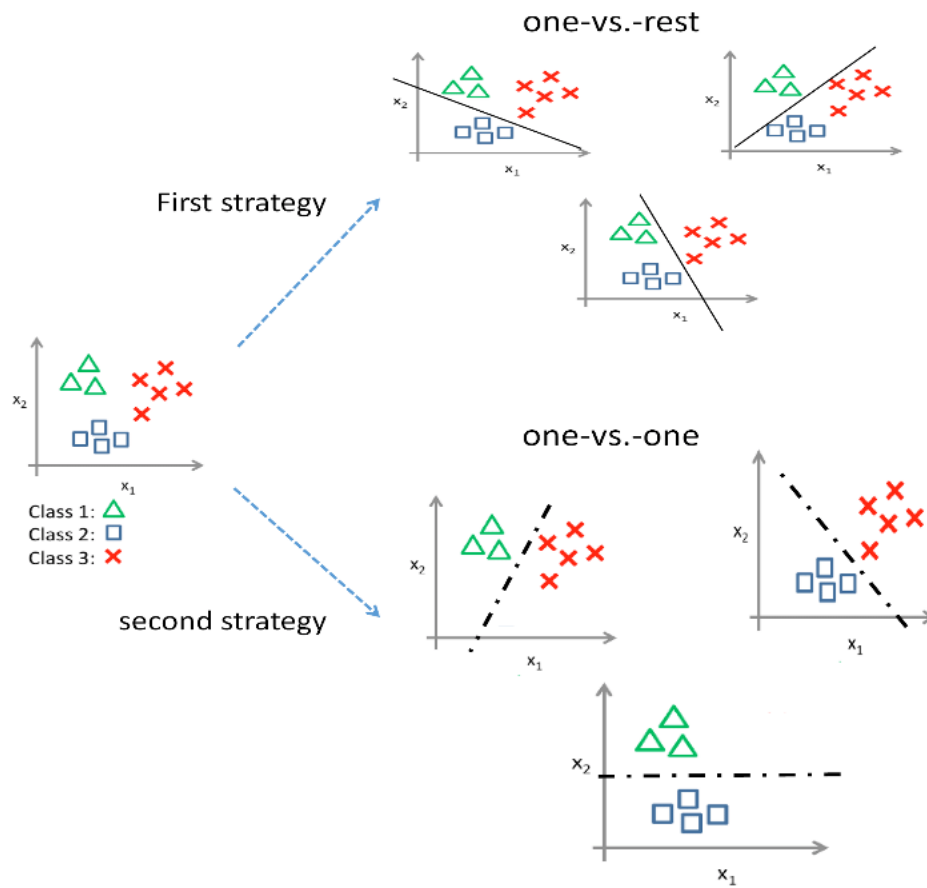 one-vs.-rest
x₂
x₁
x₂
x₁
First strategy
x₂
x₁
x₂
x₁
Class 1:
Class 2:
Class 3:
one-vs.-one
x₂
x₁
x₂
x₁
second strategy
x₂
x₁